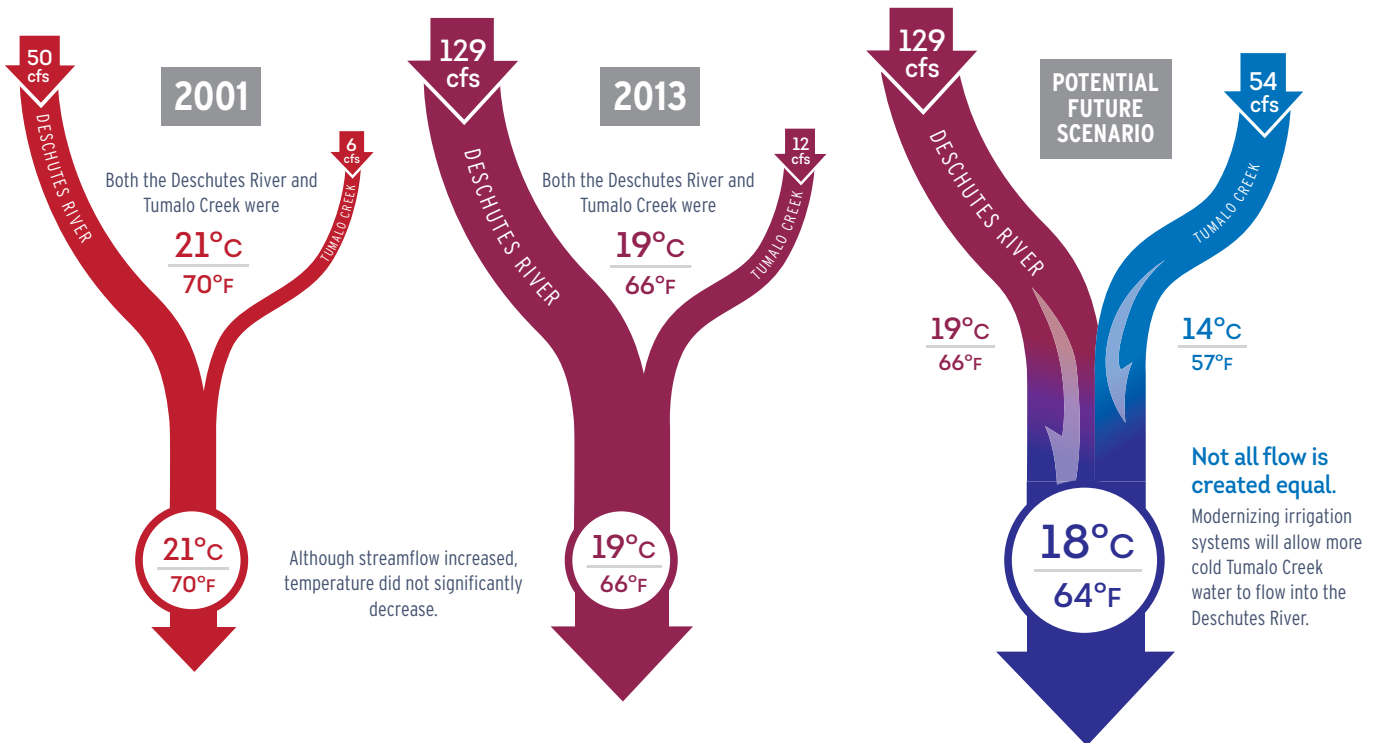 50
cfs
DESCHUTES RIVER
2001
6
cfs
TUMALO CREEK
Both the Deschutes River and
Tumalo Creek were
21°C
70°F
21°C
70°F
Although streamflow increased,
temperature did not significantly
decrease.
129
cfs
DESCHUTES RIVER
2013
12
cfs
TUMALO CREEK
Both the Deschutes River and
Tumalo Creek were
19°C
66°F
19°C
66°F
129
cfs
DESCHUTES RIVER
POTENTIAL
FUTURE
SCENARIO
54
cfs
TUMALO CREEK
19°C
66°F
14°C
57°F
18°C
64°F
Not all flow is
created equal.
Modernizing irrigation
systems will allow more
cold Tumalo Creek
water to flow into the
Deschutes River.